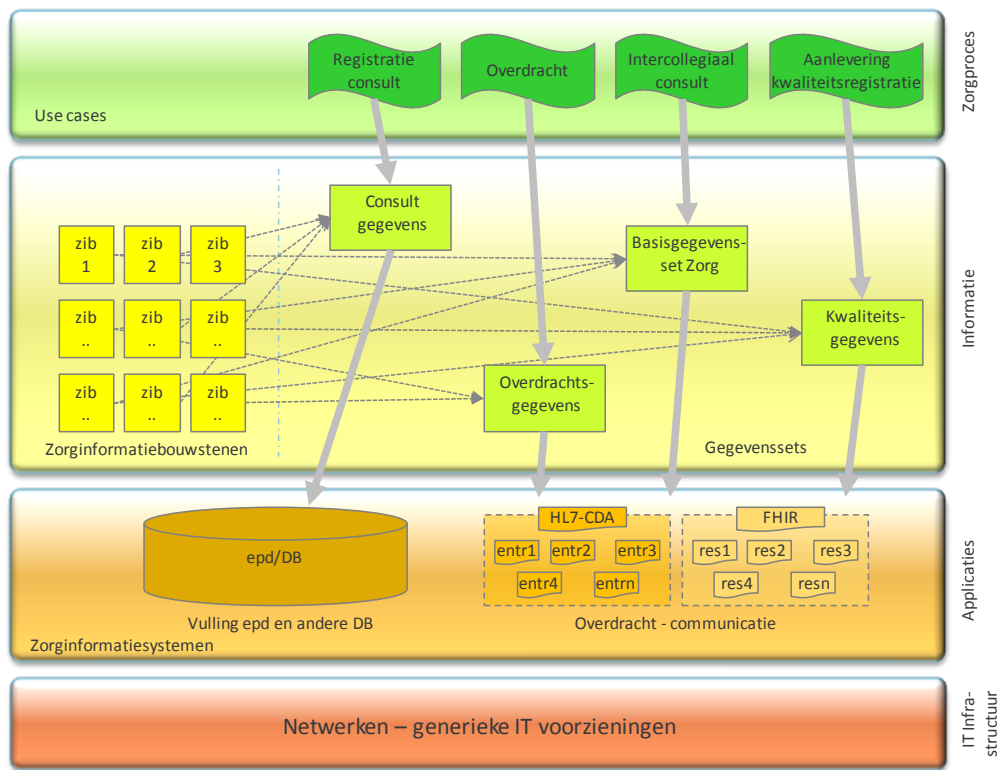 Registratie
consult
Overdracht
Intercollegiaal
consult
Aanlevering
kwaliteitsregistratie
Use cases
Zorgproces
Consult
gegevens
zib
1
zib
2
zib
3
Basisgegevens-
set Zorg
zib
..
zib
..
zib
..
Kwaliteits-
gegevens
zib
..
zib
..
zib
..
Overdrachts-
gegevens
Zorginformatiebouwstenen
Gegevenssets
Informatie
epd/DB
HL7-CDA
entr1
entr2
entr3
entr4
entrn
FHIR
res1
res2
res3
res4
resn
Vulling epd en andere DB
Overdracht - communicatie
Zorginformatiesystemen
Applicaties
Netwerken – generieke IT voorzieningen
IT Infra-
structuur